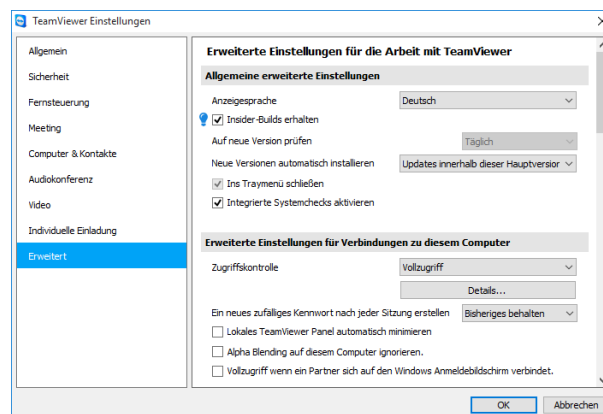 TeamViewer Einstellungen
Allgemein
Sicherheit
Fernsteuerung
Meeting
Computer & Kontakte
Audiokonferenz
Video
Individuelle Einladung
Erweitert
Erweiterte Einstellungen für die Arbeit mit TeamViewer
Allgemeine erweiterte Einstellungen
Anzeigesprache Deutsch
Insider-Builds erhalten
Auf neue Version prüfen Täglich
Neue Versionen automatisch installieren Updates innerhalb dieser Hauptversior
Ins Traymenü schließen
Integrierte Systemchecks aktivieren
Erweiterte Einstellungen für Verbindungen zu diesem Computer
Zugriffskontrolle Vollzugriff
Details...
Ein neues zufälliges Kennwort nach jeder Sitzung erstellen Bisheriges behalten
Lokales TeamViewer Panel automatisch minimieren
Alpha Blending auf diesem Computer ignorieren.
Vollzugriff wenn ein Partner sich auf den Windows Anmeldebildschirm verbindet.
OK Abbrechen